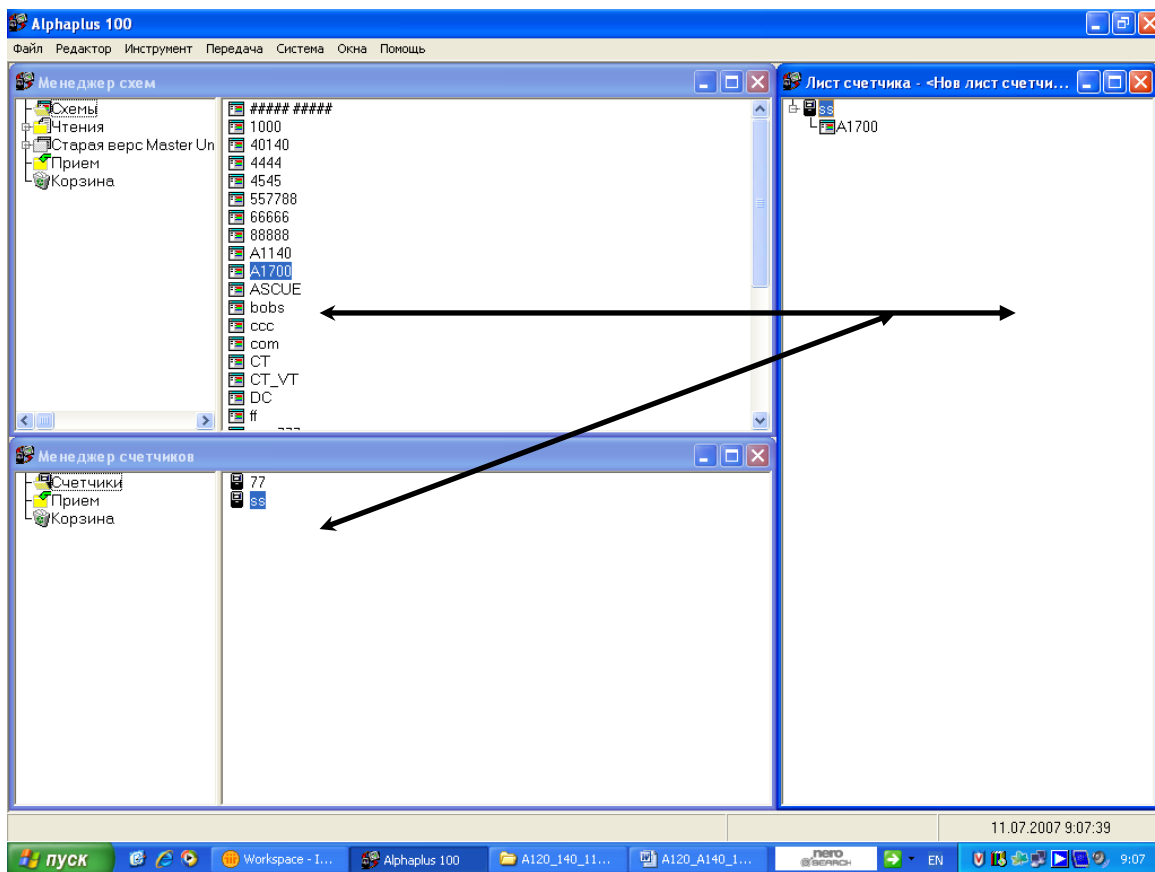 Alphaplus 100
Файл Редактор Инструмент Передача Система Окна Помощь
Менеджер схем
Схемы
Чтения
Старая верс Master Un
Прием
Корзина
##### #####
1000
40140
4444
4545
557788
66666
88888
A1140
A1700
ASCUE
bobs
ccc
com
CT
CT_VT
DC
ff
Лист счетчика - <Нов лист счетчи...
ss
A1700
Менеджер счетчиков
Счетчики
Прием
Корзина
77
ss
11.07.2007 9:07:39
пуск
Workspace - I...
Alphaplus 100
A120_140_11...
A120_A140_1...
nero
SEARCH
EN
9:07